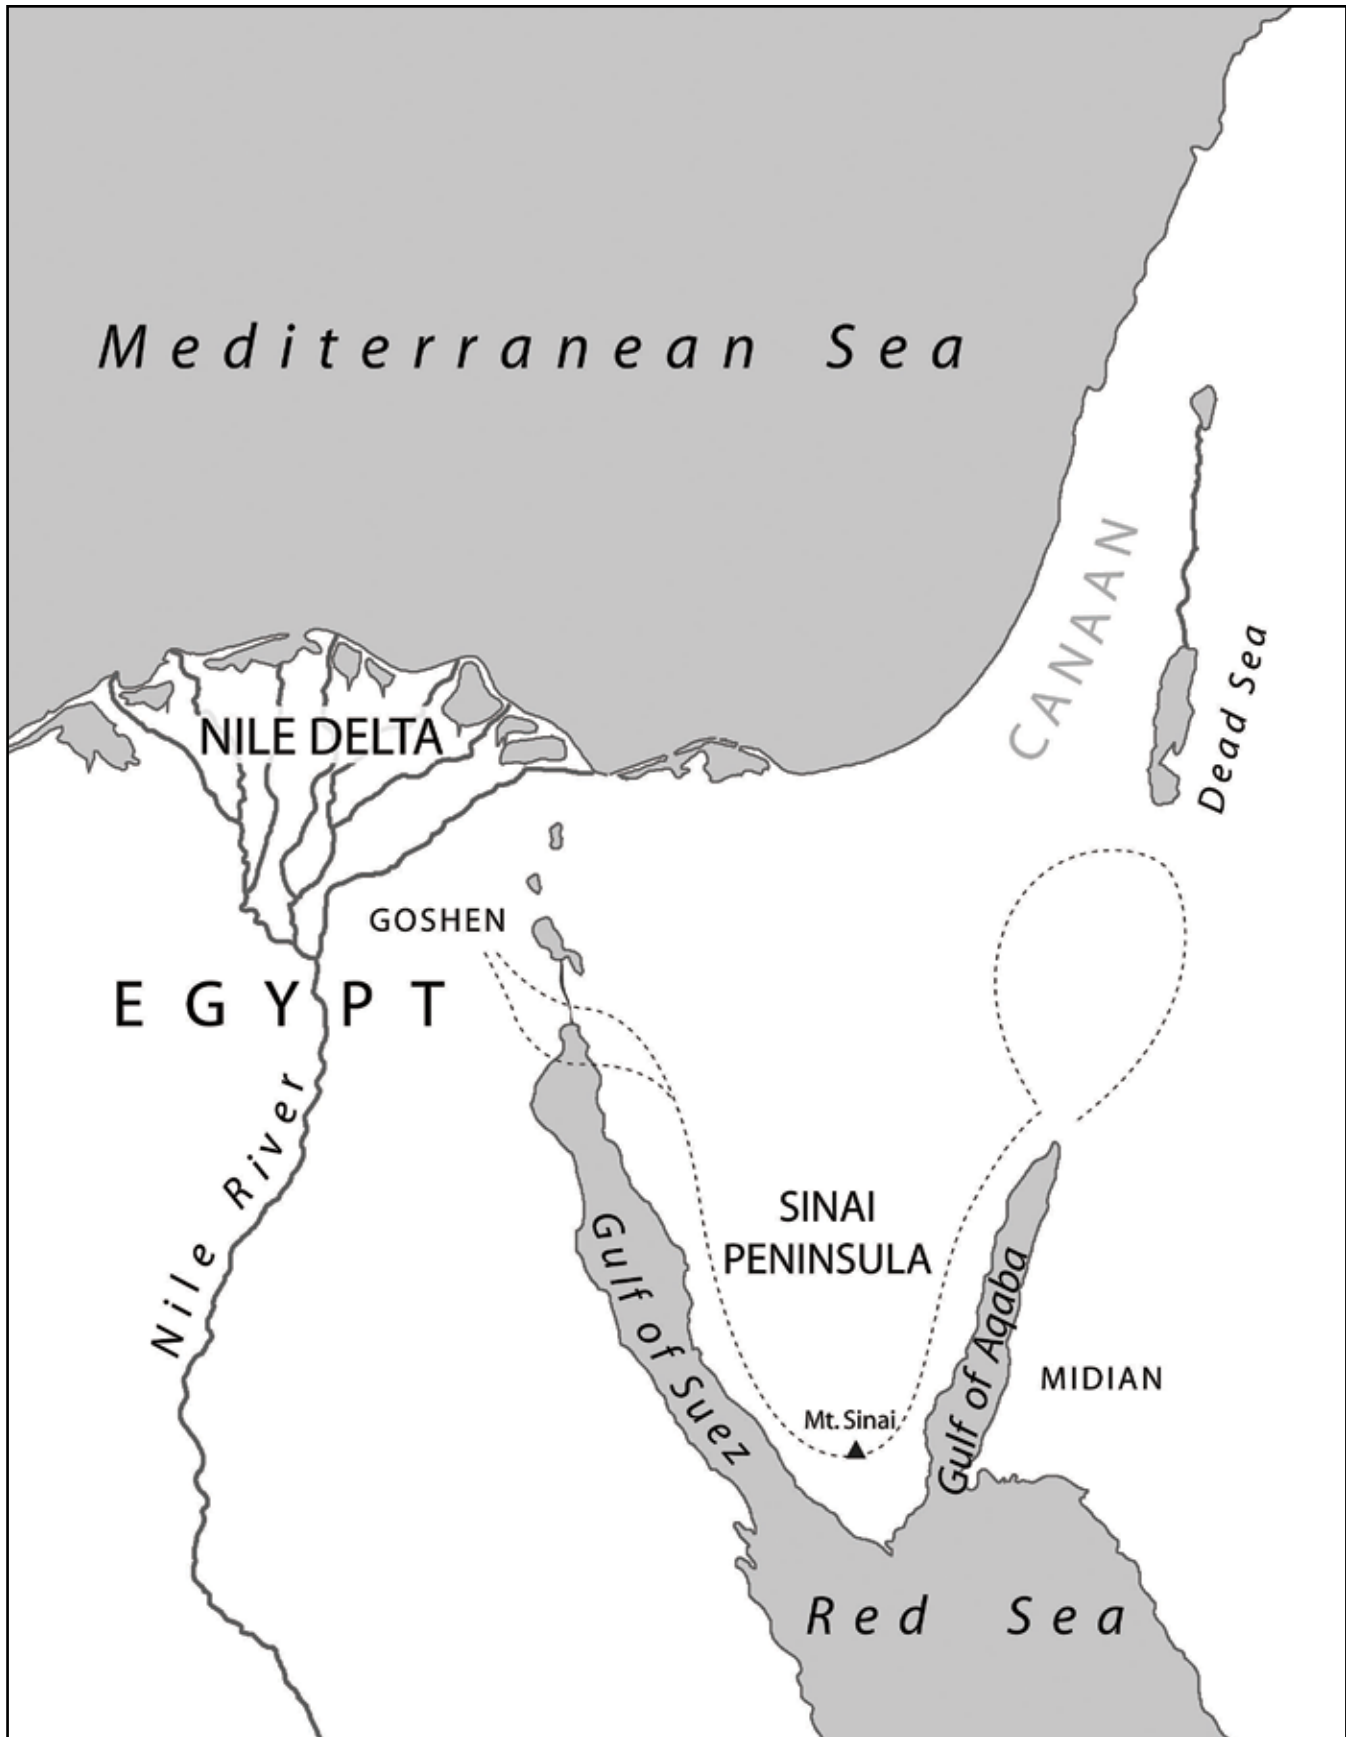 Mediterranean Sea
CANAAN
Dead Sea
NILE DELTA
GOSHEN
EGYPT
Nile River
SINAI
PENINSULA
Gulf of Suez
Gulf of Aqaba
MIDIAN
Mt. Sinai
Red Sea